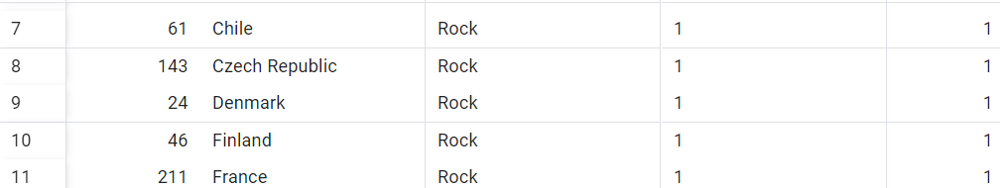 7 61 Chile Rock 1 1
8 143 Czech Republic Rock 1 1
9 24 Denmark Rock 1 1
10 46 Finland Rock 1 1
11 211 France Rock 1 1